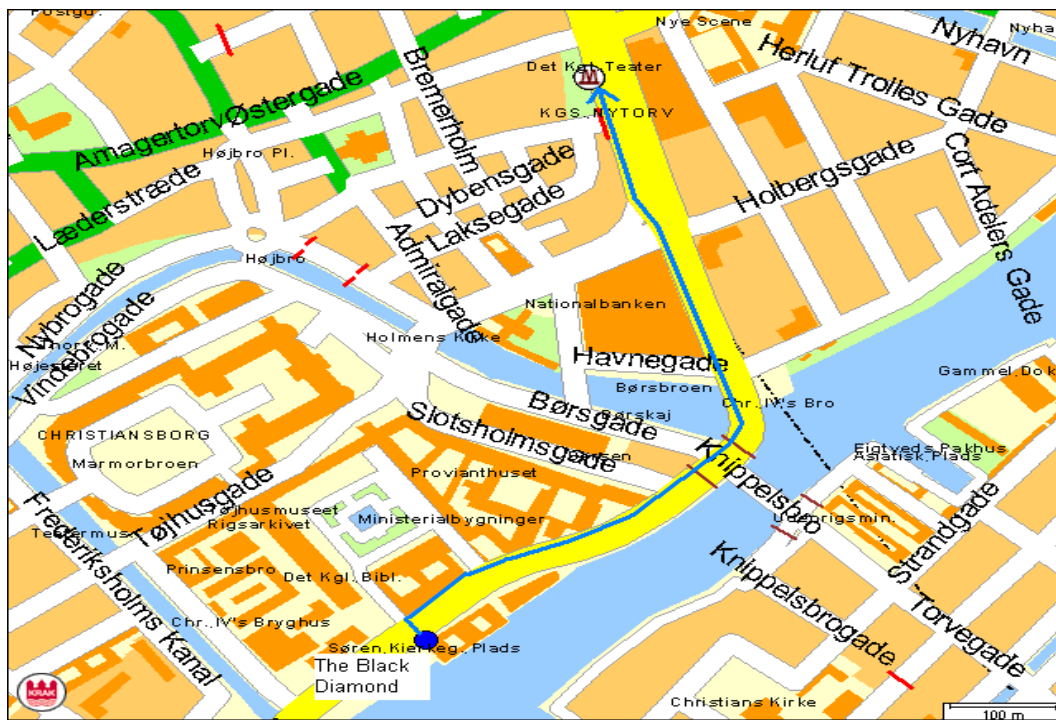 Postgd.
Nye Scene
Nyhavn
Herluf Trolles Gade
Det Kgt. Teater
KGS. NYTORV
Bremerholm
Amagertorv
Østergade
Højbro Pl.
Læderstræde
Dybensgade
Laksegade
Admiralgade
Holbergsgade
Cort Adelers Gade
Højbro
Nybrogade
Vindebrogade
Nationalbanken
Holmens Kirke
Havnegade
Børsbroen
Højesteret
Gammel Dok
Børsgade
Børskaj
Chr. IV's Bro
Slotsholmsgade
CHRISTIANSBORG
Marmorbroen
Provianthuset
Knippelsbro
Eigtveds Pakhus
Asiatisk Plads
Tøjhusgade
Tøjhusmuseet
Rigsarkivet
Ministerialbygninger
Udenrigsmin.
Strandgade
Frederiksholms Kanal
Prinsensbro
Det Kgl. Bibl.
Knippelsbrogade
Torvegade
Chr. IV's Bryghus
Søren Kierkeg. Plads
The Black
Diamond
Christians Kirke
KRAK
100 m